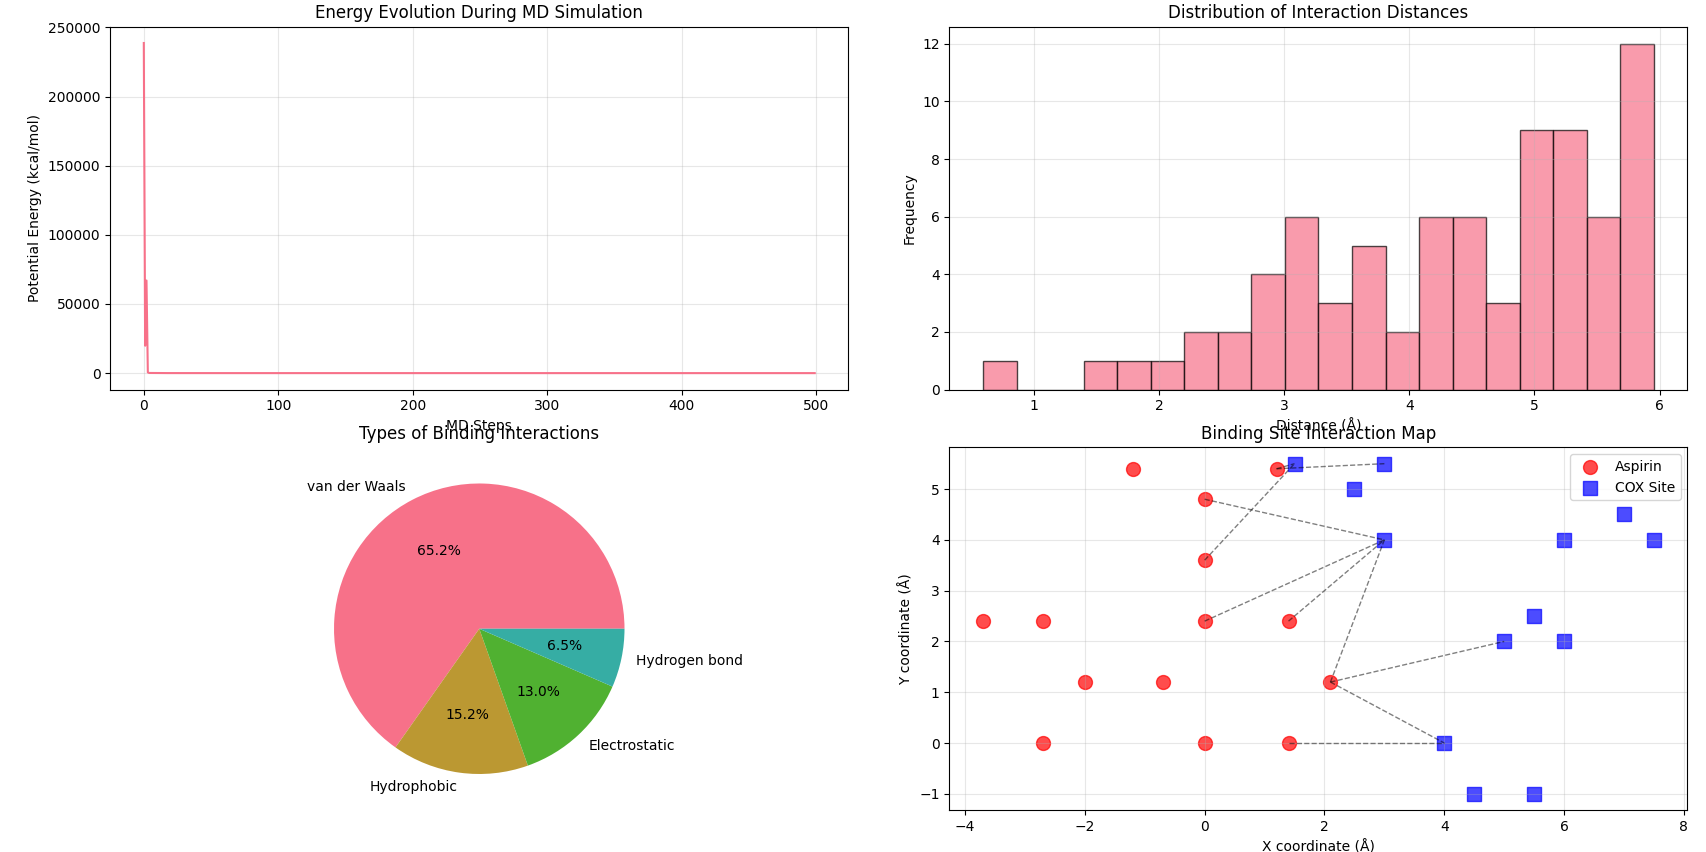 Energy Evolution During MD Simulation
Potential Energy (kcal/mol)
250000
200000
150000
100000
50000
0
0 100 200 300 400 500
MD Steps
Distribution of Interaction Distances
Frequency
12
10
8
6
4
2
0
1 2 3 4 5 6
Distance (Å)
Types of Binding Interactions
van der Waals
65.2%
6.5%
Hydrogen bond
13.0%
15.2%
Electrostatic
Hydrophobic
Binding Site Interaction Map
Aspirin
COX Site
Y coordinate (Å)
5
4
3
2
1
0
−1
−4 −2 0 2 4 6 8
X coordinate (Å)